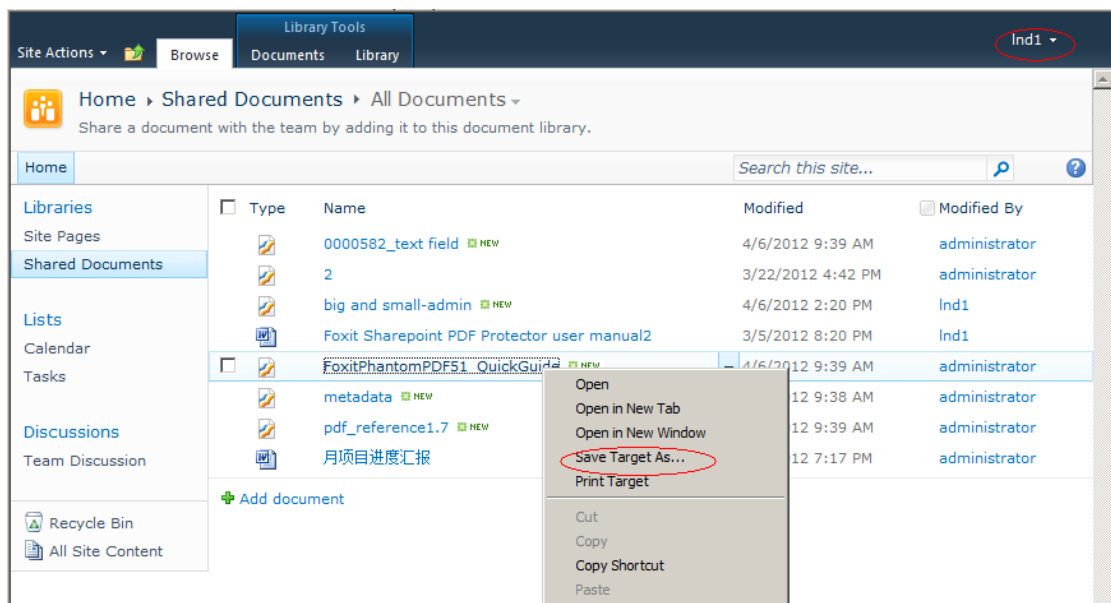 Library Tools
Site Actions Browse Documents Library lnd1
Home Shared Documents All Documents
Share a document with the team by adding it to this document library.
Home Search this site...
Libraries Type Name Modified Modified By
Site Pages 0000582_text field NEW 4/6/2012 9:39 AM administrator
Shared Documents 2 3/22/2012 4:42 PM administrator
big and small-admin NEW 4/6/2012 2:20 PM lnd1
Lists Foxit Sharepoint PDF Protector user manual2 3/5/2012 8:20 PM lnd1
Calendar
Tasks FoxitPhantomPDF51_QuickGuide NEW 4/6/2012 9:39 AM administrator
Open
metadata NEW Open in New Tab 12 9:38 AM administrator
Discussions pdf_reference1.7 NEW Open in New Window 12 9:39 AM administrator
Team Discussion 月项目进度汇报 Save Target As... 12 7:17 PM administrator
Print Target
Add document
Recycle Bin Cut
All Site Content Copy
Copy Shortcut
Paste